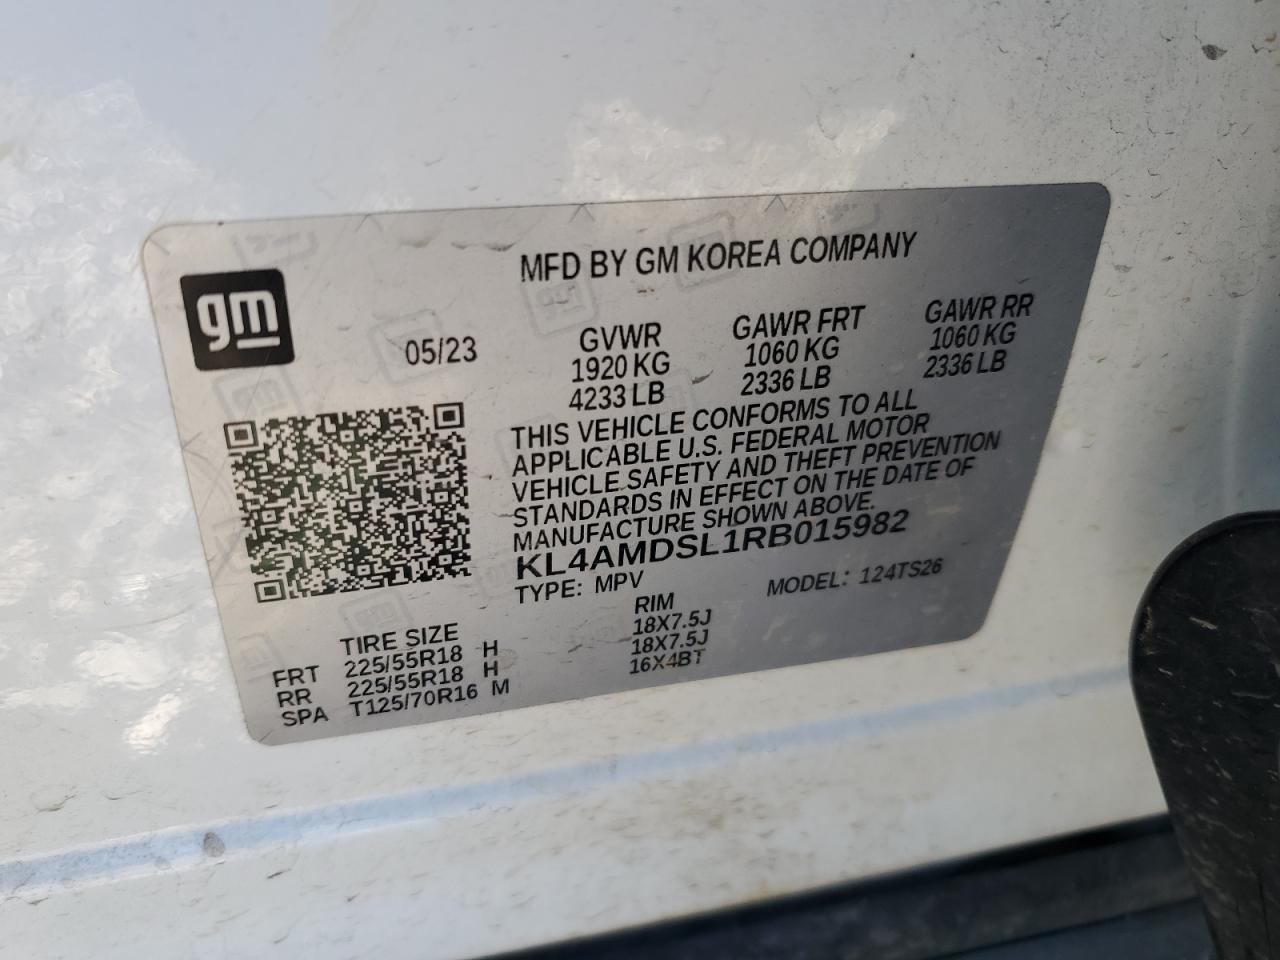 gm
MFD BY GM KOREA COMPANY
05/23
GVWR
1920 KG
4233 LB
GAWR FRT
1060 KG
2336 LB
GAWR RR
1060 KG
2336 LB
THIS VEHICLE CONFORMS TO ALL
APPLICABLE U.S. FEDERAL MOTOR
VEHICLE SAFETY AND THEFT PREVENTION
STANDARDS IN EFFECT ON THE DATE OF
MANUFACTURE SHOWN ABOVE.
KL4AMDSL1RB015982
TYPE: MPV MODEL: 124TS26
TIRE SIZE RIM
FRT 225/55R18 H 18X7.5J
RR 225/55R18 H 18X7.5J
SPA T125/70R16 M 16X4BT